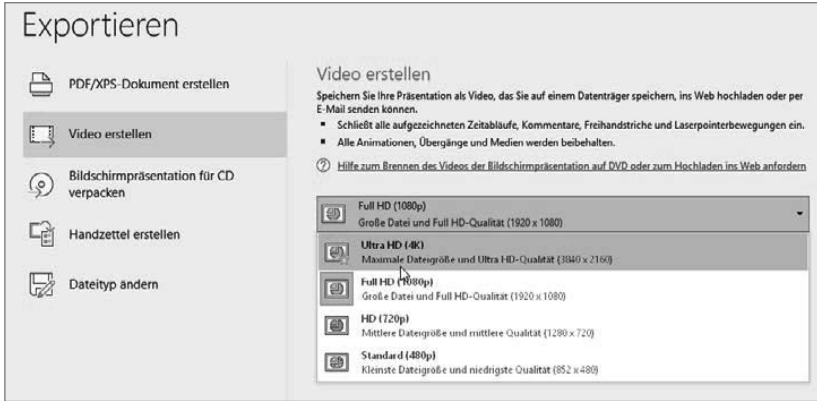 Exportieren
PDF/XPS-Dokument erstellen
Video erstellen
Bildschirmpräsentation für CD
verpacken
Handzettel erstellen
Dateityp ändern
Video erstellen
Speichern Sie Ihre Präsentation als Video, das Sie auf einem Datenträger speichern, ins Web hochladen oder per
E-Mail senden können.
▪ Schließt alle aufgezeichneten Zeitabläufe, Kommentare, Freihandstriche und Laserpointerbewegungen ein.
▪ Alle Animationen, Übergänge und Medien werden beibehalten.
? Hilfe zum Brennen des Videos der Bildschirmpräsentation auf DVD oder zum Hochladen ins Web anfordern
Full HD (1080p)
Große Datei und Full HD-Qualität (1920 x 1080)
Ultra HD (4K)
Maximale Dateigröße und Ultra HD-Qualität (3840 x 2160)
Full HD (1080p)
Große Datei und Full HD-Qualität (1920 x 1080)
HD (720p)
Mittlere Dateigröße und mittlere Qualität (1280 x 720)
Standard (480p)
Kleinste Dateigröße und niedrigste Qualität (852 x 480)